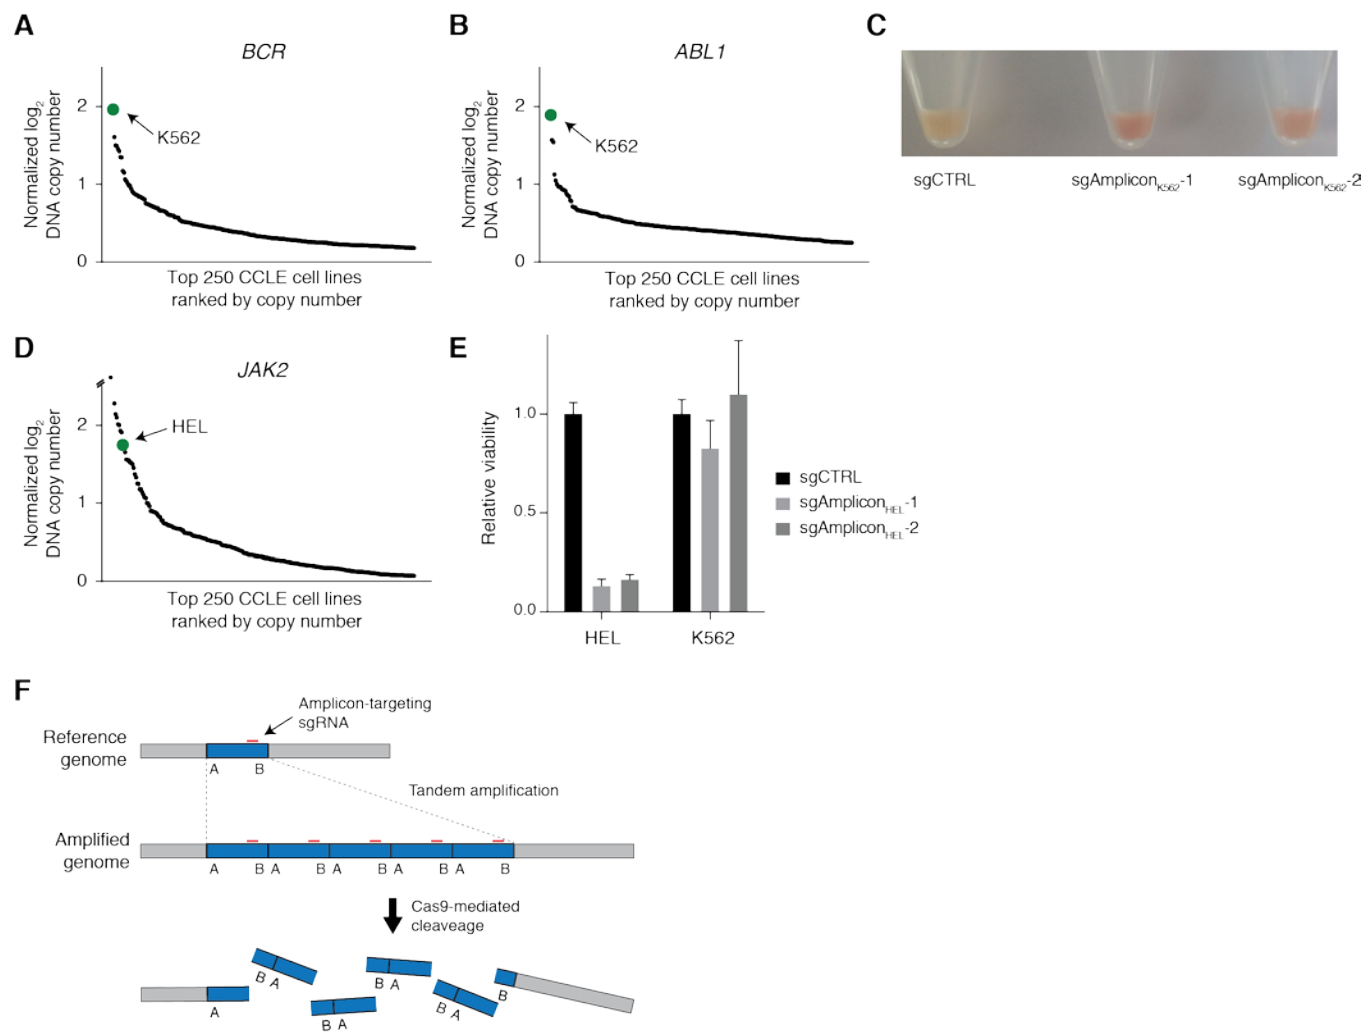 A
BCR
Normalized log2
DNA copy number
2
1
0
K562
Top 250 CCLE cell lines
ranked by copy number
B
ABL1
Normalized log2
DNA copy number
2
1
0
K562
Top 250 CCLE cell lines
ranked by copy number
C
sgCTRL
sgAmpliconK562-1
sgAmpliconK562-2
D
JAK2
Normalized log2
DNA copy number
2
1
0
HEL
Top 250 CCLE cell lines
ranked by copy number
E
Relative viability
1.0
0.5
0.0
HEL
K562
sgCTRL
sgAmpliconHEL-1
sgAmpliconHEL-2
F
Amplicon-targeting
sgRNA
Reference
genome
A B
Tandem amplification
Amplified
genome
A B A B A B A B A B
Cas9-mediated
cleaveage
A
B A
B A
B A
B A
B